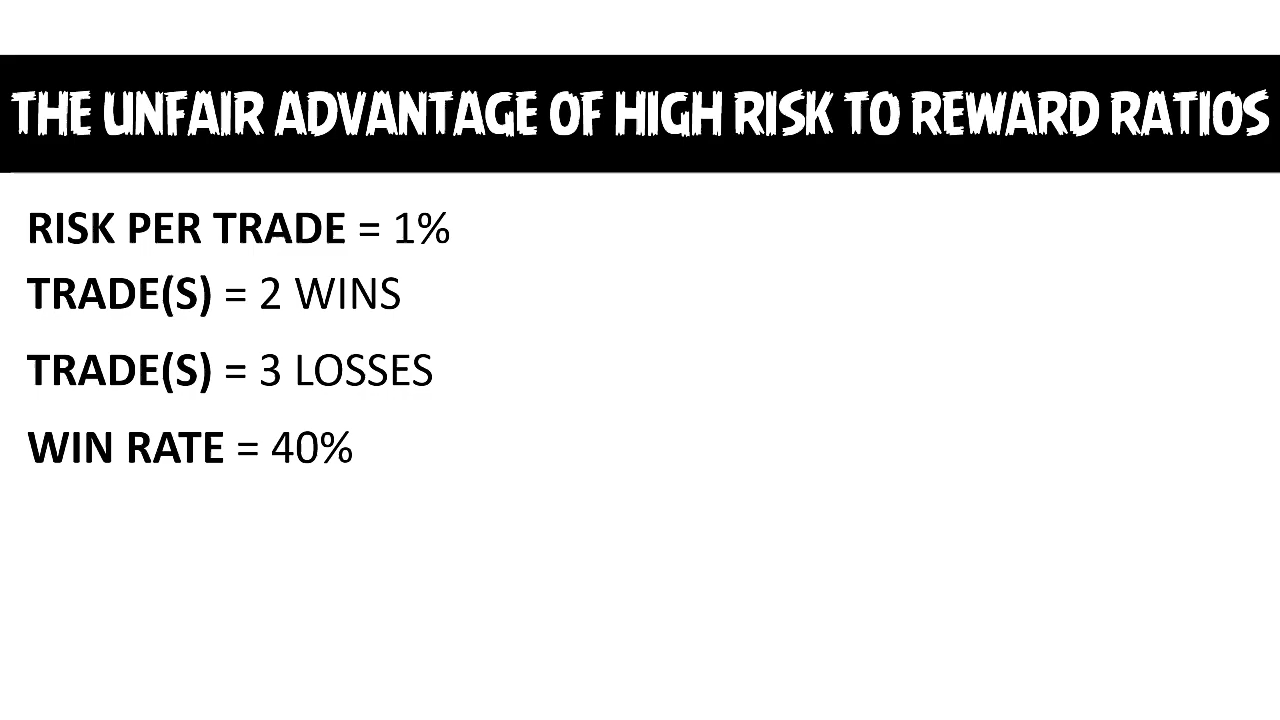 THE UNFAIR ADVANTAGE OF HIGH RISK TO REWARD RATIOS
RISK PER TRADE = 1%
TRADE(S) = 2 WINS
TRADE(S) = 3 LOSSES
WIN RATE = 40%